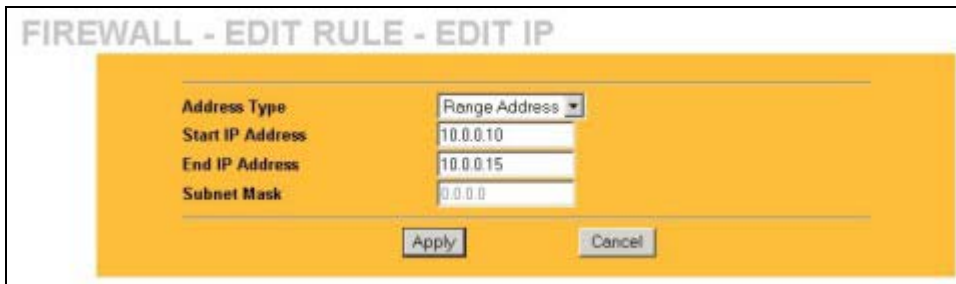 FIREWALL - EDIT RULE - EDIT IP
Address Type Range Address
Start IP Address 10.0.0.10
End IP Address 10.0.0.15
Subnet Mask 0.0.0.0
Apply Cancel